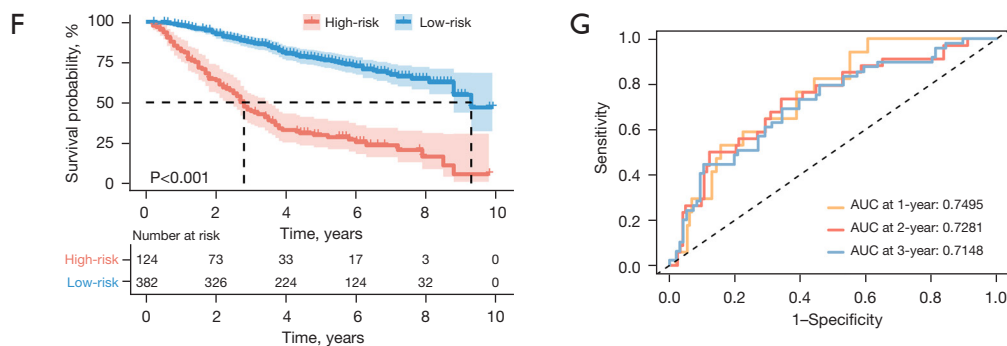 F
High-risk Low-risk
Survival probability, %
100
75
50
25
0
P<0.001
0 2 4 6 8 10
Time, years
Number at risk
High-risk 124 73 33 17 3 0
Low-risk 382 326 224 124 32 0
0 2 4 6 8 10
Time, years
G
Sensitivity
1.0
0.8
0.6
0.4
0.2
0.0
AUC at 1-year: 0.7495
AUC at 2-year: 0.7281
AUC at 3-year: 0.7148
0.0 0.2 0.4 0.6 0.8 1.0
1–Specificity